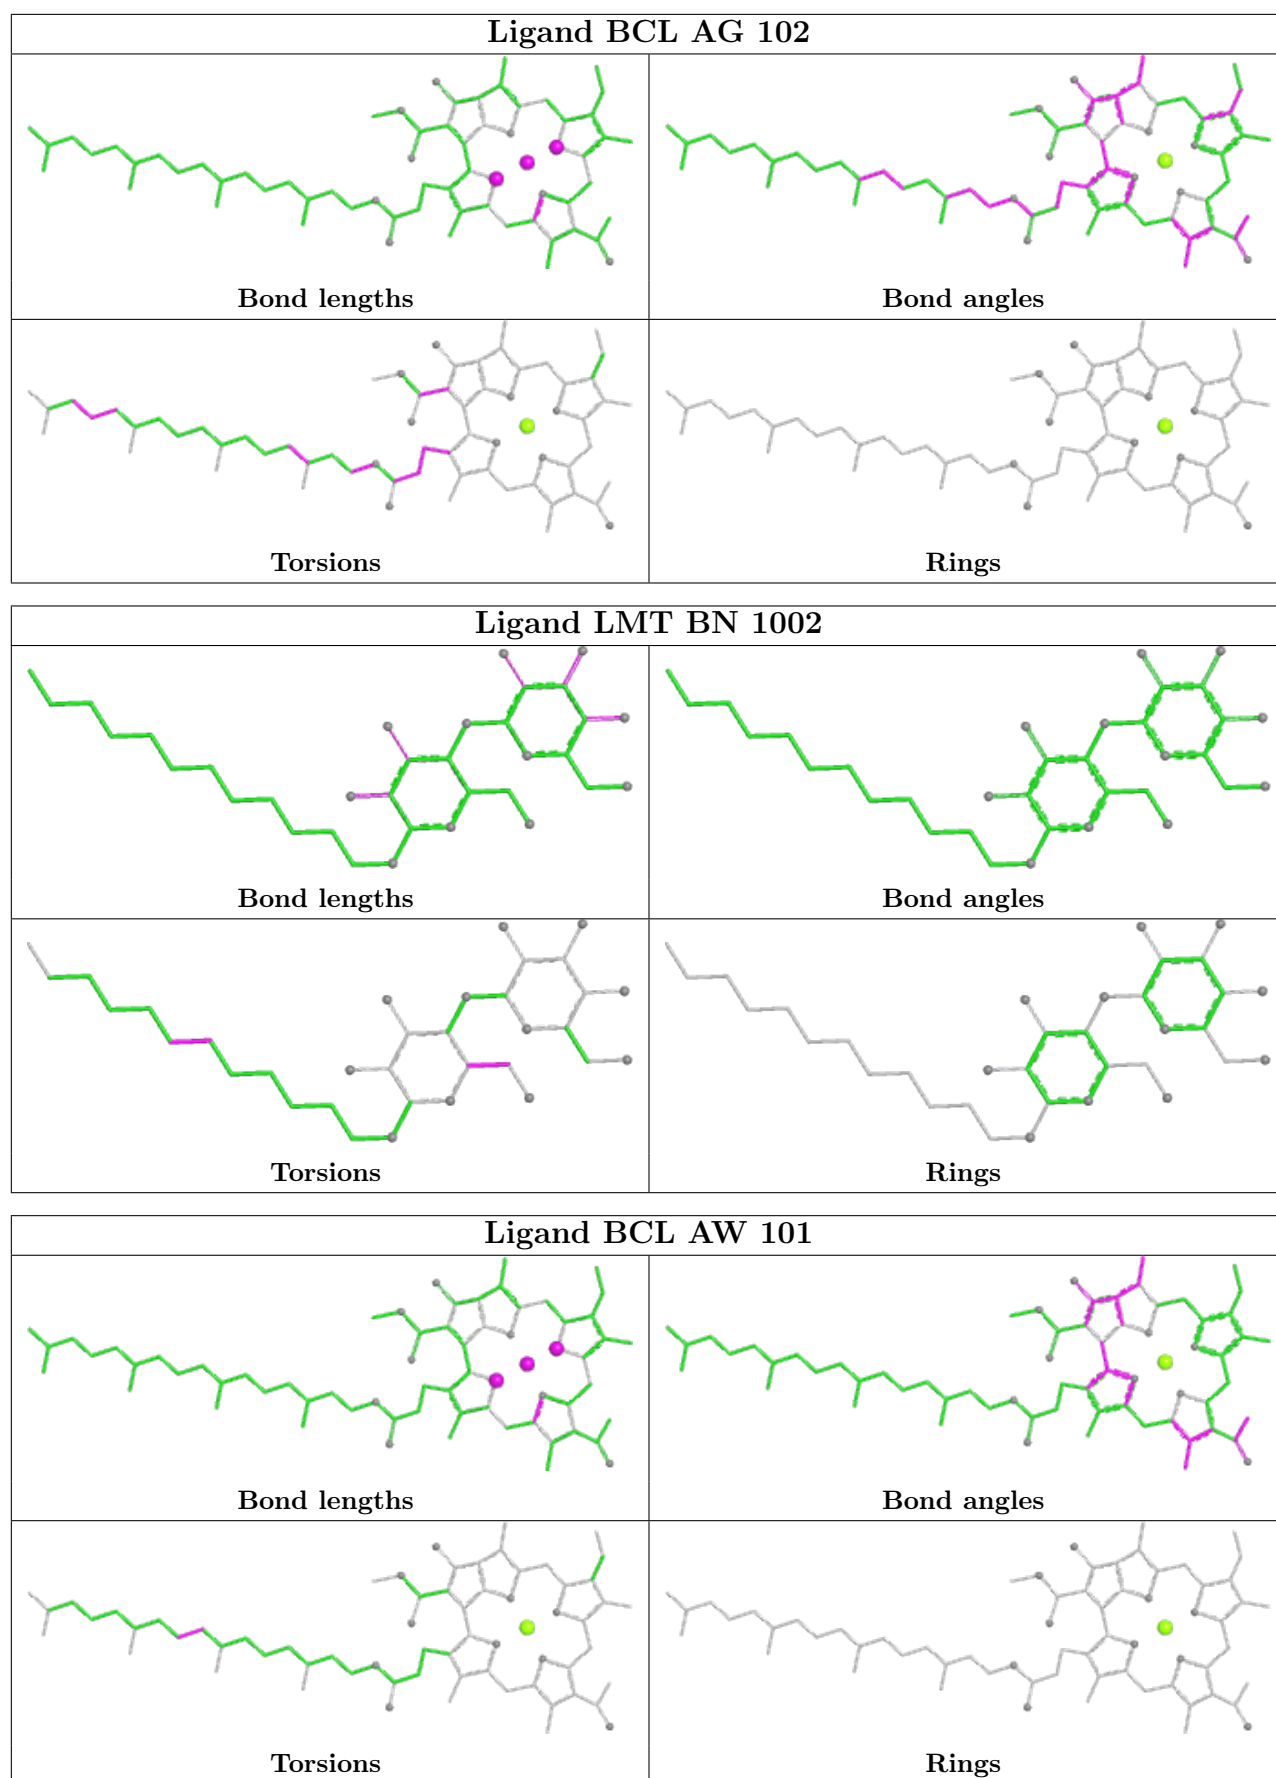 Ligand BCL AG 102
Bond lengths
Bond angles
Torsions
Rings
Ligand LMT BN 1002
Bond lengths
Bond angles
Torsions
Rings
Ligand BCL AW 101
Bond lengths
Bond angles
Torsions
Rings